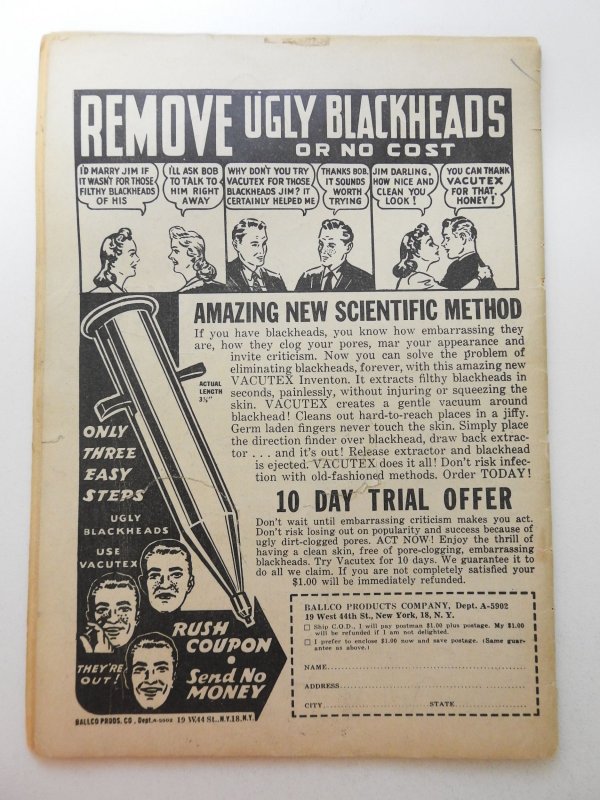 REMOVE UGLY BLACKHEADS
OR NO COST
I'D MARRY JIM IF
IT WASN'T FOR THOSE
FILTHY BLACKHEADS
OF HIS
I'LL ASK BOB
TO TALK TO
HIM RIGHT
AWAY
WHY DON'T YOU TRY
VACUTEX FOR THOSE
BLACKHEADS JIM? IT
CERTAINLY HELPED ME
THANKS BOB.
IT SOUNDS
WORTH
TRYING
JIM DARLING,
HOW NICE AND
CLEAN YOU
LOOK!
YOU CAN THANK
VACUTEX
FOR THAT,
HONEY!
AMAZING NEW SCIENTIFIC METHOD
If you have blackheads, you know how embarrassing they
are, how they clog your pores, mar your appearance and
invite criticism. Now you can solve the problem of
eliminating blackheads, forever, with this amazing new
VACUTEX Inventon. It extracts filthy blackheads in
seconds, painlessly, without injuring or squeezing the
skin. VACUTEX creates a gentle vacuum around
blackhead! Cleans out hard-to-reach places in a jiffy.
Germ laden fingers never touch the skin. Simply place
the direction finder over blackhead, draw back extrac-
tor . . . and it's out! Release extractor and blackhead
is ejected. VACUTEX does it all! Don't risk infec-
tion with old-fashioned methods. Order TODAY!
ACTUAL
LENGTH
3⅞"
ONLY
THREE
EASY
STEPS
UGLY
BLACKHEADS
USE
VACUTEX
THEY'RE
OUT!
RUSH
COUPON
•
Send No
MONEY
10 DAY TRIAL OFFER
Don't wait until embarrassing criticism makes you act.
Don't risk losing out on popularity and success because of
ugly dirt-clogged pores. ACT NOW! Enjoy the thrill of
having a clean skin, free of pore-clogging, embarrassing
blackheads. Try Vacutex for 10 days. We guarantee it to
do all we claim. If you are not completely satisfied your
$1.00 will be immediately refunded.
BALLCO PRODUCTS COMPANY, Dept. A-5902
19 West 44th St., New York, 18, N. Y.
☐ Ship C.O.D., I will pay postman $1.00 plus postage. My $1.00
will be refunded if I am not delighted.
☐ I prefer to enclose $1.00 now and save postage. (Same guar-
antee as above.)
NAME
ADDRESS
CITY STATE
BALLCO PRODS. CO., Dept. A-5902 19 W.44 St., N.Y.18, N.Y.